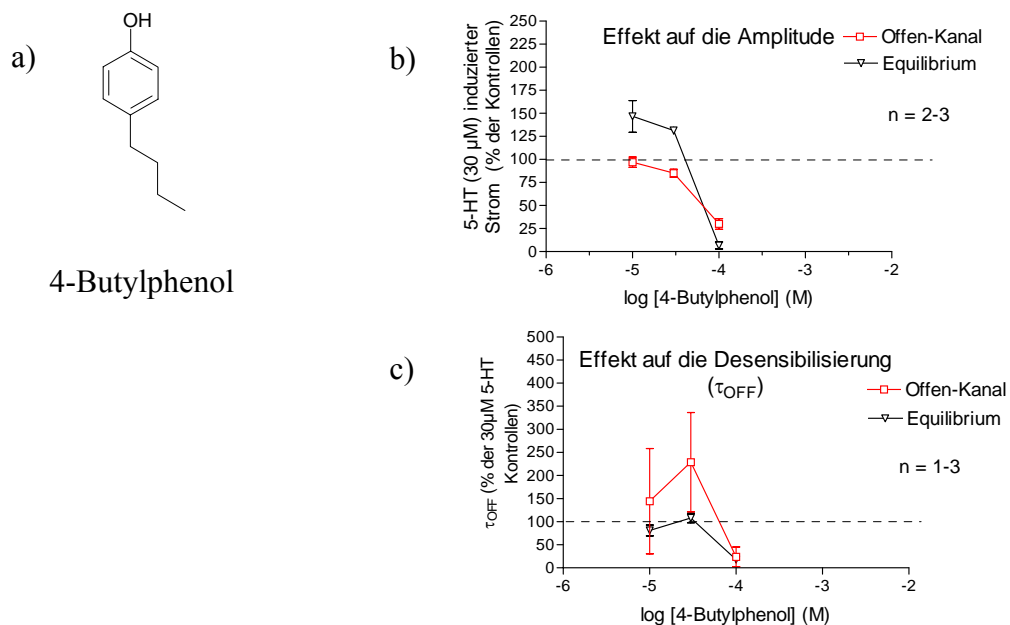 a)
OH
4-Butylphenol
b)
Effekt auf die Amplitude
5-HT (30 µM) induzierter
Strom (% der Kontrollen)
250
225
200
175
150
125
100
75
50
25
0
-6
-5
-4
-3
-2
log [4-Butylphenol] (M)
Offen-Kanal
Equilibrium
n = 2-3
c)
Effekt auf die Desensibilisierung
(τOFF)
τOFF (% der 30µM 5-HT
Kontrollen)
500
450
400
350
300
250
200
150
100
50
0
-6
-5
-4
-3
-2
log [4-Butylphenol] (M)
Offen-Kanal
Equilibrium
n = 1-3